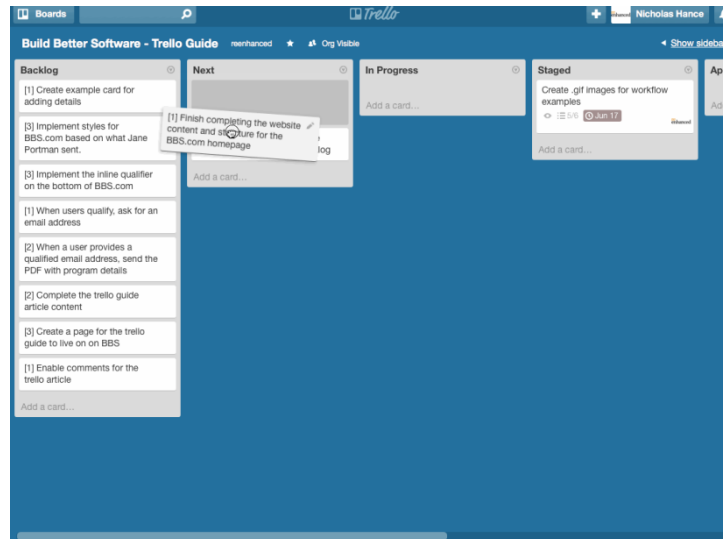 Boards
Trello
Nicholas Hance
Build Better Software - Trello Guide
reenhanced
Org Visible
Show sideba
Backlog
[1] Create example card for
adding details
[3] Implement styles for
BBS.com based on what Jane
Portman sent.
[3] Implement the inline qualifier
on the bottom of BBS.com
[1] When users qualify, ask for an
email address
[2] When a user provides a
qualified email address, send the
PDF with program details
[2] Complete the trello guide
article content
[3] Create a page for the trello
guide to live on on BBS
[1] Enable comments for the
trello article
Add a card...
Next
[1] Finish completing the website
content and structure for the
BBS.com homepage
log
Add a card...
In Progress
Add a card...
Staged
Create .gif images for workflow
examples
5/6
Jun 17
Add a card...
Ap
Ad